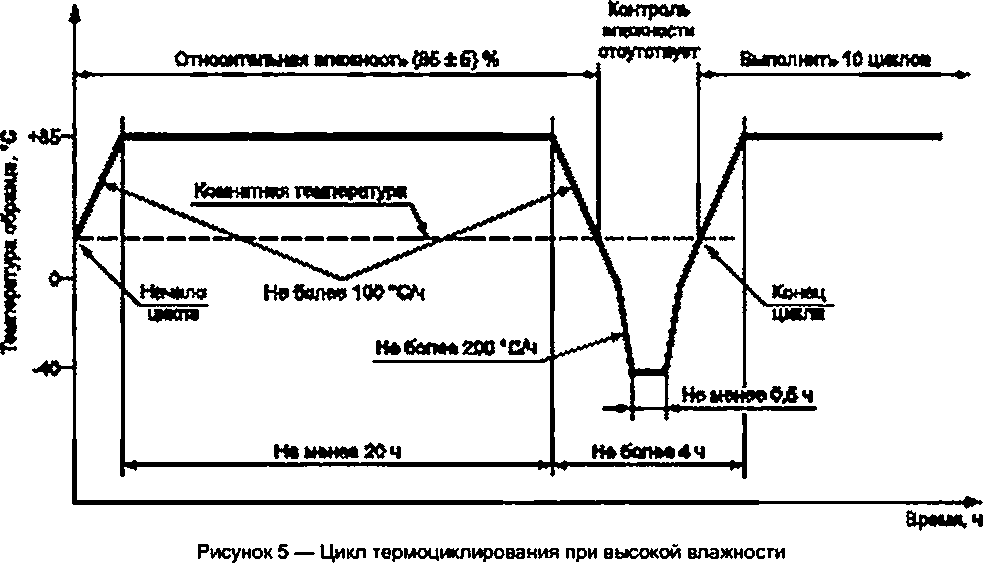 Контроль
влажности
отсутствует
Относительная влажность (85 ± 5) %
Выполнить 10 циклов
+85
Температура образца, °С
Комнатная температура
0
Начало
цикла
Не более 100 °С/ч
Конец
цикла
Не более 200 °С/ч
-40
Не менее 0,5 ч
Не менее 20 ч
Не более 4 ч
Время, ч
Рисунок 5 — Цикл термоциклирования при высокой влажности